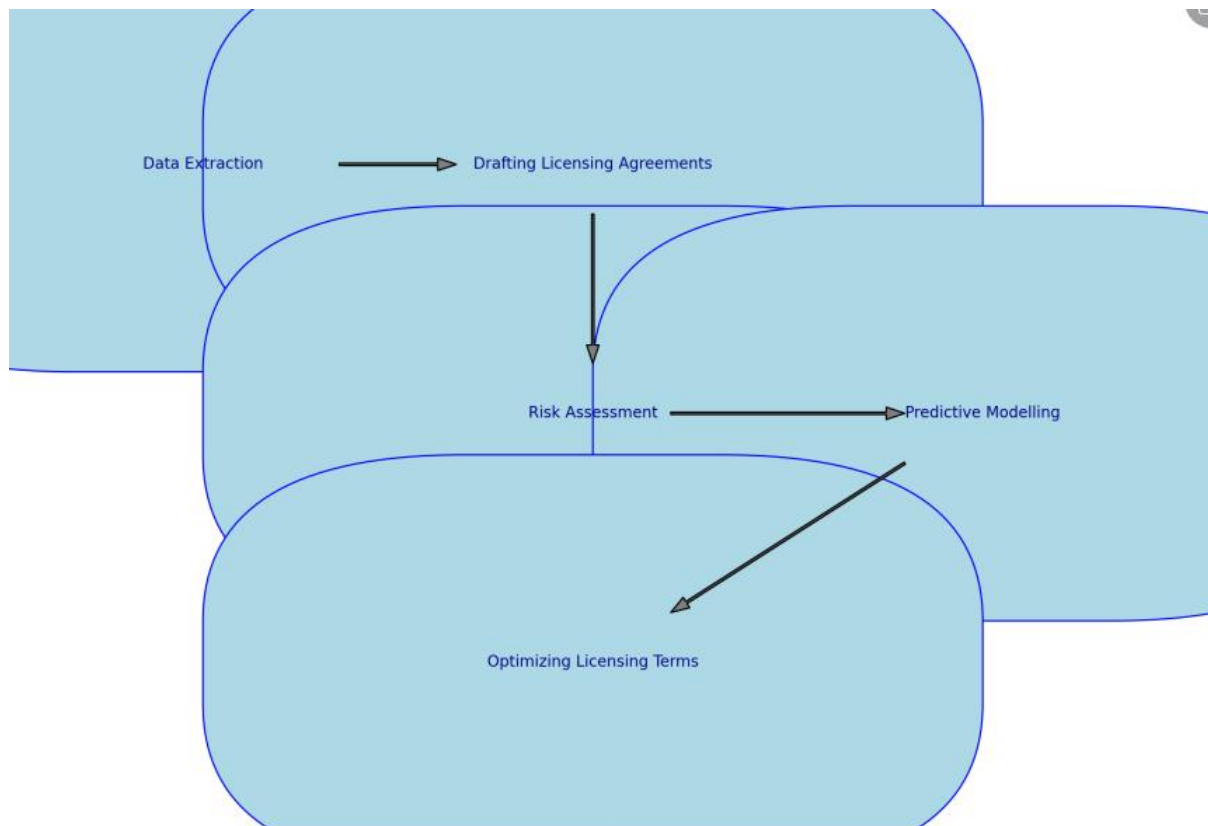 Data Extraction
Drafting Licensing Agreements
Risk Assessment
Predictive Modelling
Optimizing Licensing Terms